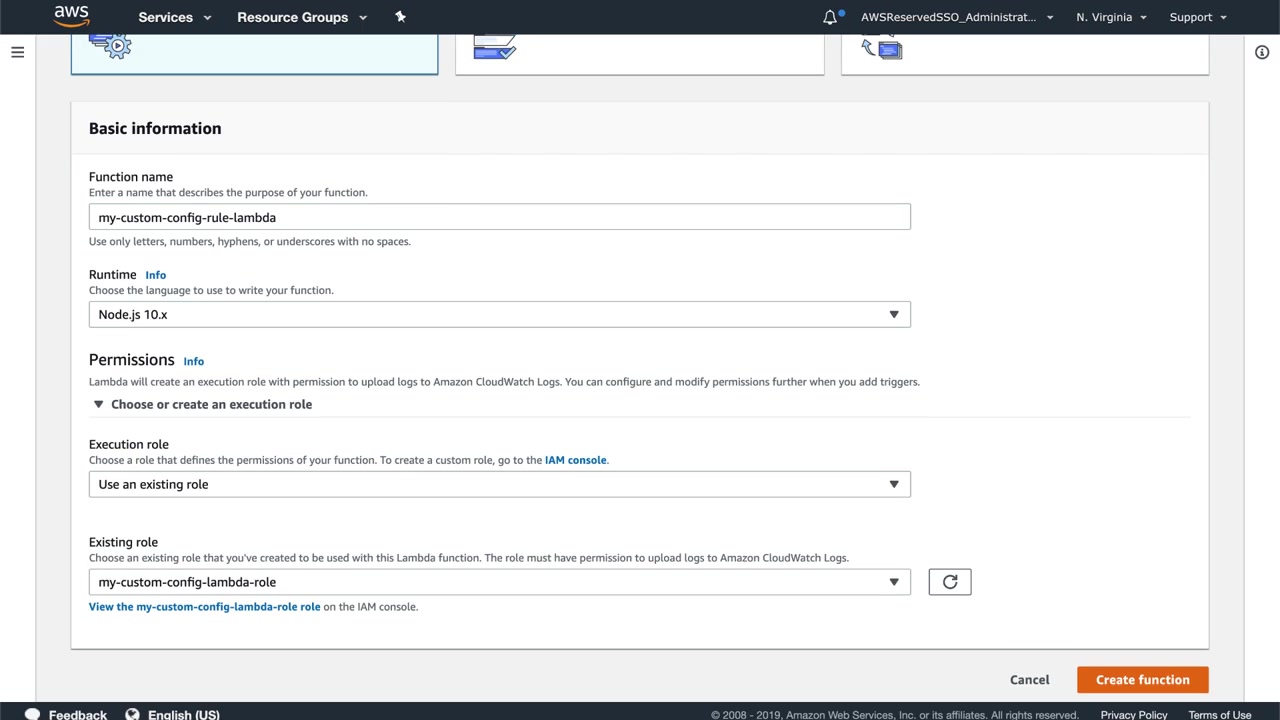 aws
Services
Resource Groups
AWSReservedSSO_Administrat...
N. Virginia
Support
Basic information
Function name
Enter a name that describes the purpose of your function.
my-custom-config-rule-lambda
Use only letters, numbers, hyphens, or underscores with no spaces.
Runtime Info
Choose the language to use to write your function.
Node.js 10.x
Permissions Info
Lambda will create an execution role with permission to upload logs to Amazon CloudWatch Logs. You can configure and modify permissions further when you add triggers.
Choose or create an execution role
Execution role
Choose a role that defines the permissions of your function. To create a custom role, go to the IAM console.
Use an existing role
Existing role
Choose an existing role that you've created to be used with this Lambda function. The role must have permission to upload logs to Amazon CloudWatch Logs.
my-custom-config-lambda-role
View the my-custom-config-lambda-role role on the IAM console.
Cancel
Create function
Feedback
English (US)
© 2008 - 2019, Amazon Web Services, Inc. or its affiliates. All rights reserved.
Privacy Policy
Terms of Use